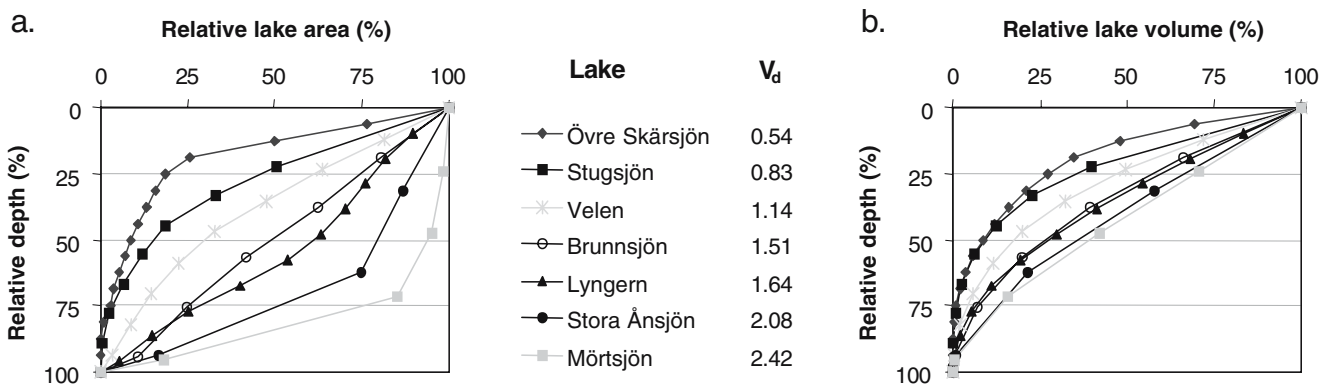 a.
Relative lake area (%)
0 25 50 75 100
Relative depth (%)
0
25
50
75
100
Lake V_d
Övre Skärsjön 0.54
Stugsjön 0.83
Velen 1.14
Brunnsjön 1.51
Lyngern 1.64
Stora Ånsjön 2.08
Mörtsjön 2.42
b.
Relative lake volume (%)
0 25 50 75 100
Relative depth (%)
0
25
50
75
100